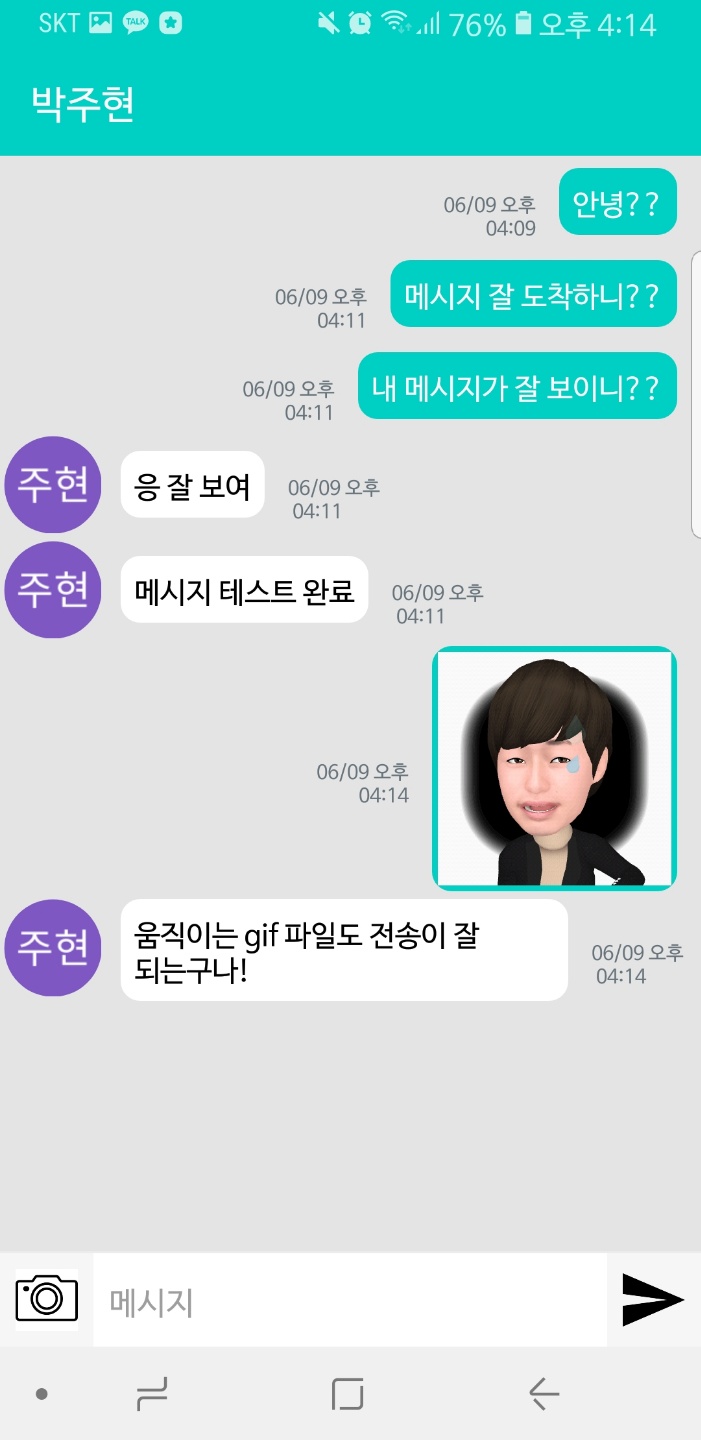 SKT TALK 76% 오후 4:14
박주현
06/09 오후
04:09
안녕??
06/09 오후
04:11
메시지 잘 도착하니??
06/09 오후
04:11
내 메시지가 잘 보이니??
주현
응 잘 보여
06/09 오후
04:11
주현
메시지 테스트 완료
06/09 오후
04:11
06/09 오후
04:14
주현
움직이는 gif 파일도 전송이 잘
되는구나!
06/09 오후
04:14
메시지